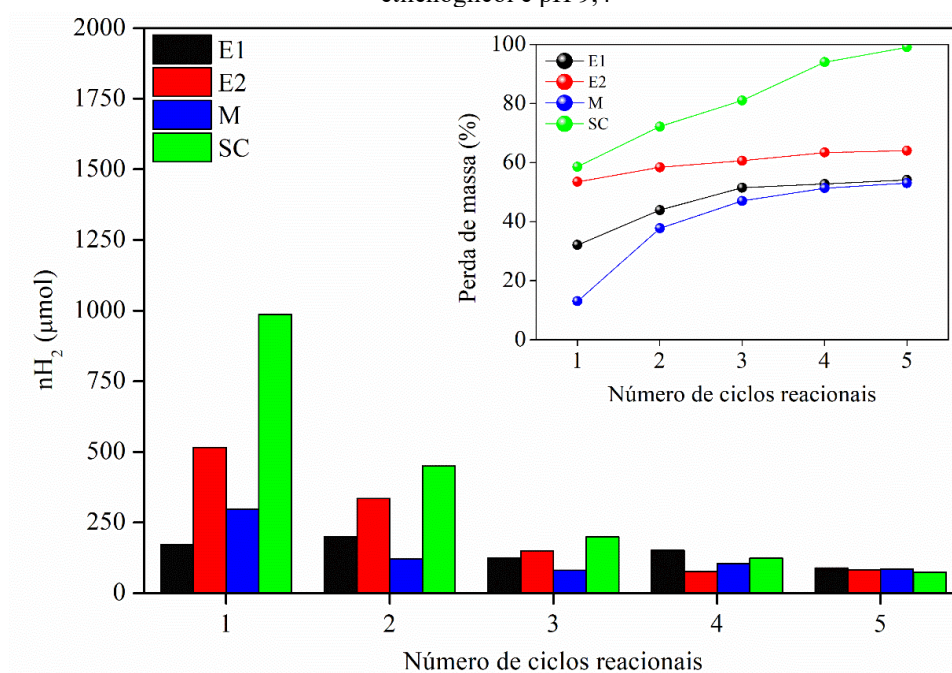 etilenoglicol e pH 9,4
2000
1750
1500
1250
1000
750
500
250
0
nH2 (μmol)
E1
E2
M
SC
1 2 3 4 5
Número de ciclos reacionais
100
80
60
40
20
0
Perda de massa (%)
E1
E2
M
SC
1 2 3 4 5
Número de ciclos reacionais